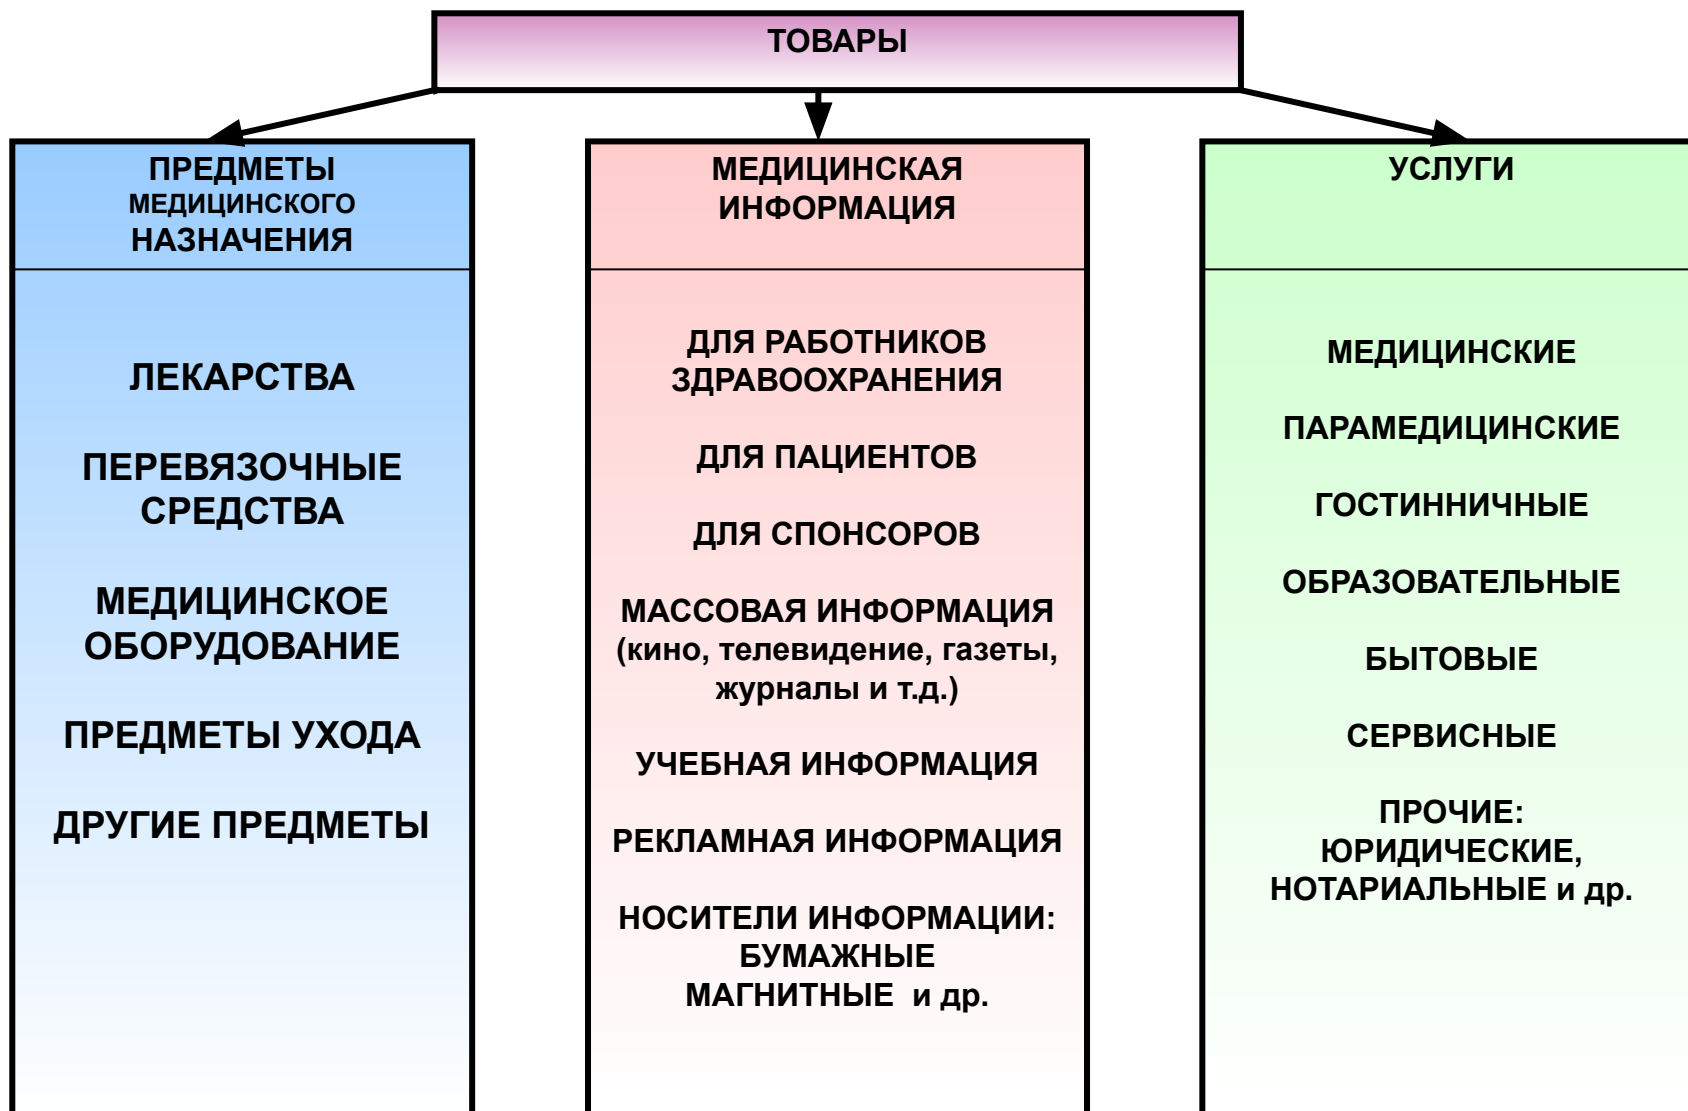 ТОВАРЫ
ПРЕДМЕТЫ
МЕДИЦИНСКОГО
НАЗНАЧЕНИЯ
ЛЕКАРСТВА
ПЕРЕВЯЗОЧНЫЕ
СРЕДСТВА
МЕДИЦИНСКОЕ
ОБОРУДОВАНИЕ
ПРЕДМЕТЫ УХОДА
ДРУГИЕ ПРЕДМЕТЫ
МЕДИЦИНСКАЯ
ИНФОРМАЦИЯ
ДЛЯ РАБОТНИКОВ
ЗДРАВООХРАНЕНИЯ
ДЛЯ ПАЦИЕНТОВ
ДЛЯ СПОНСОРОВ
МАССОВАЯ ИНФОРМАЦИЯ
(кино, телевидение, газеты,
журналы и т.д.)
УЧЕБНАЯ ИНФОРМАЦИЯ
РЕКЛАМНАЯ ИНФОРМАЦИЯ
НОСИТЕЛИ ИНФОРМАЦИИ:
БУМАЖНЫЕ
МАГНИТНЫЕ  и др.
УСЛУГИ
МЕДИЦИНСКИЕ
ПАРАМЕДИЦИНСКИЕ
ГОСТИННИЧНЫЕ
ОБРАЗОВАТЕЛЬНЫЕ
БЫТОВЫЕ
СЕРВИСНЫЕ
ПРОЧИЕ:
ЮРИДИЧЕСКИЕ,
НОТАРИАЛЬНЫЕ и др.